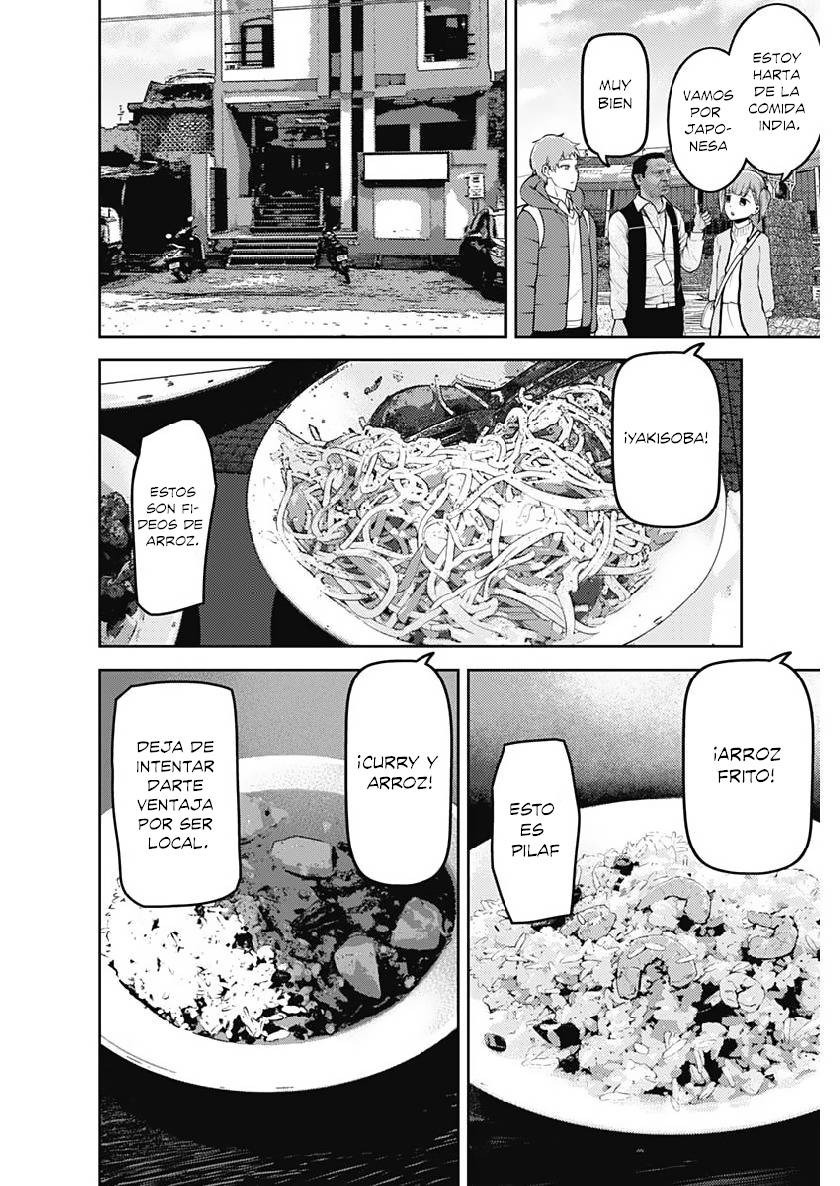 ESTOY
HARTA
DE LA
COMIDA
INDIA.
VAMOS
POR
JAPO-
NESA
MUY
BIEN
¡YAKISOBA!
ESTOS
SON FI-
DEOS DE
ARROZ.
¡ARROZ
FRITO!
ESTO
ES
PILAF
¡CURRY Y
ARROZ!
DEJA DE
INTENTAR
DARTE
VENTAJA
POR SER
LOCAL.